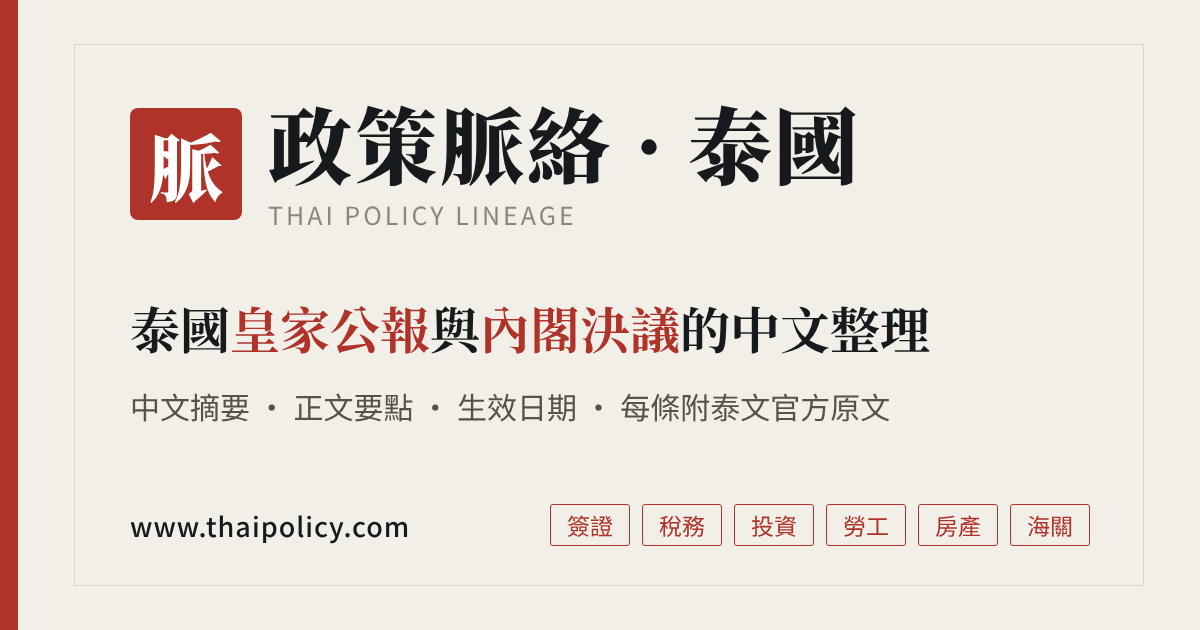 脈
政策脈絡·泰國
THAI POLICY LINEAGE
泰國皇家公報與內閣決議的中文整理
中文摘要 · 正文要點 · 生效日期 · 每條附泰文官方原文
www.thaipolicy.com
簽證 稅務 投資 勞工 房產 海關